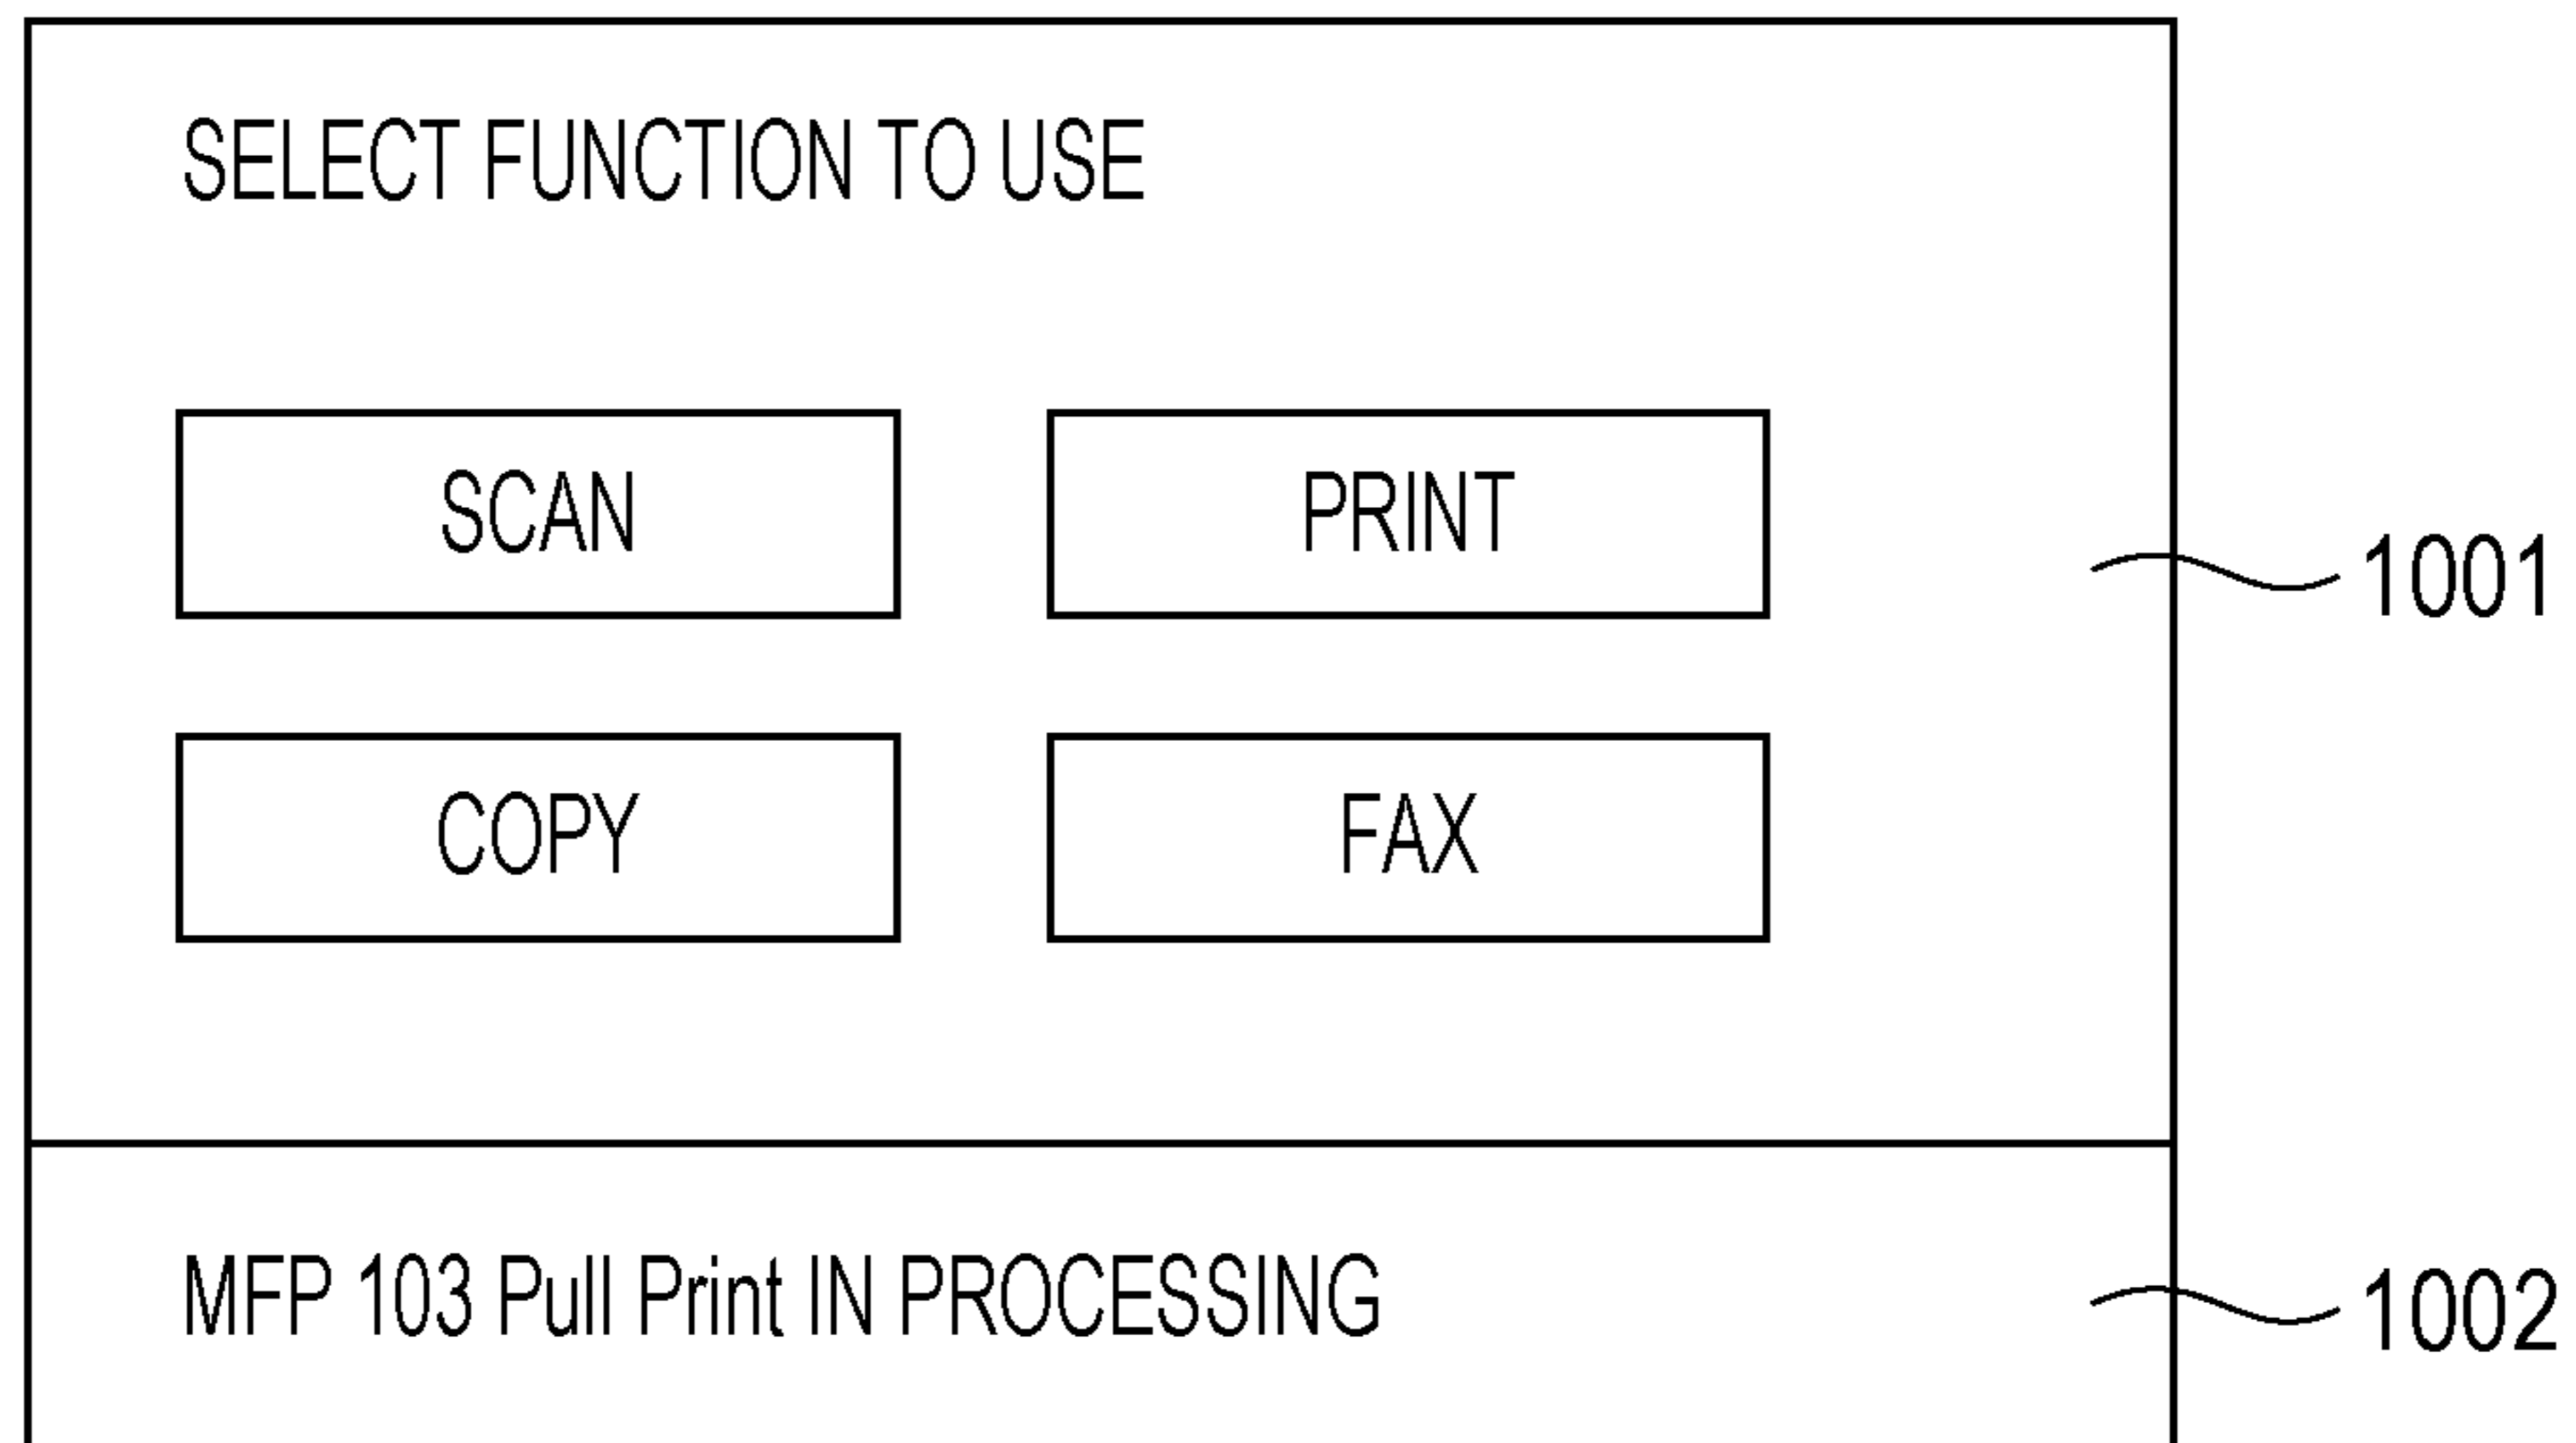 SELECT FUNCTION TO USE
SCAN
PRINT
1001
COPY
FAX
MFP 103 Pull Print IN PROCESSING
1002